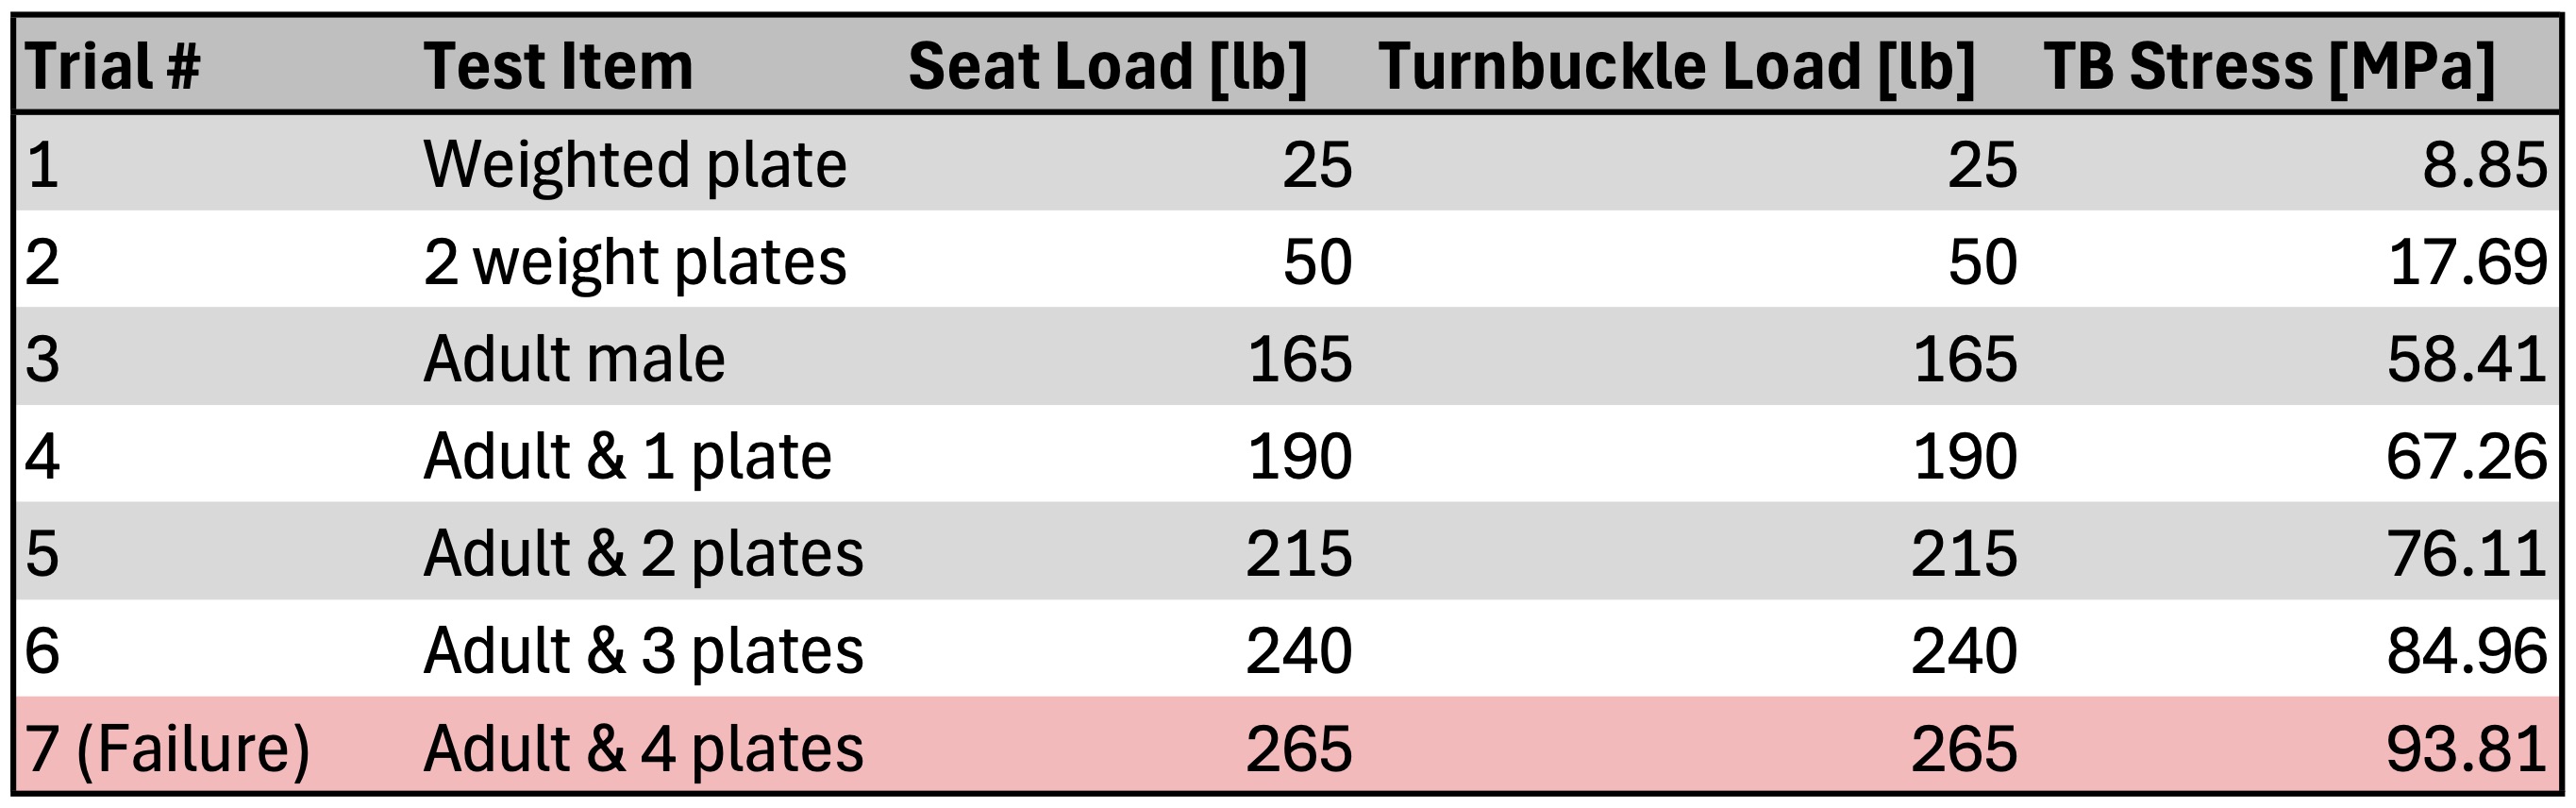 Trial # Test Item Seat Load [lb] Turnbuckle Load [lb] TB Stress [MPa]
1 Weighted plate 25 25 8.85
2 2 weight plates 50 50 17.69
3 Adult male 165 165 58.41
4 Adult & 1 plate 190 190 67.26
5 Adult & 2 plates 215 215 76.11
6 Adult & 3 plates 240 240 84.96
7 (Failure) Adult & 4 plates 265 265 93.81